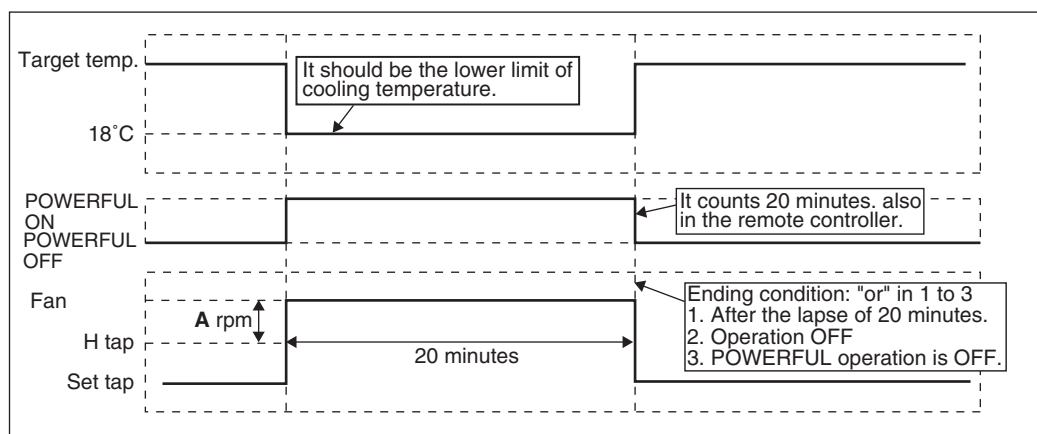 Target temp.
It should be the lower limit of
cooling temperature.
18˚C
POWERFUL
ON
POWERFUL
OFF
It counts 20 minutes. also
in the remote controller.
Fan
A rpm
H tap
Set tap
20 minutes
Ending condition: "or" in 1 to 3
1. After the lapse of 20 minutes.
2. Operation OFF
3. POWERFUL operation is OFF.